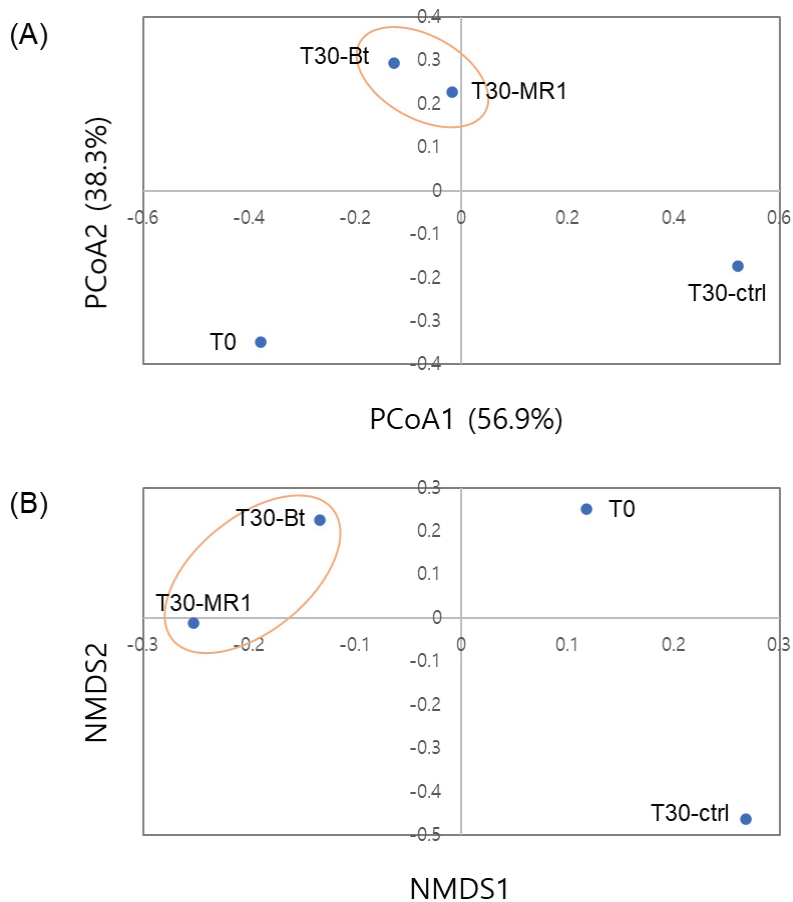 (A)
0.4
T30-Bt
0.3
T30-MR1
0.2
0.1
0
-0.6 -0.4 -0.2 0 0.2 0.4 0.6
-0.1
-0.2
T30-ctrl
-0.3
T0
-0.4
PCoA2 (38.3%)
PCoA1 (56.9%)
(B)
0.3
T30-Bt
T0
0.2
0.1
T30-MR1
0
-0.3 -0.2 -0.1 0 0.1 0.2 0.3
-0.1
-0.2
-0.3
-0.4
T30-ctrl
-0.5
NMDS2
NMDS1